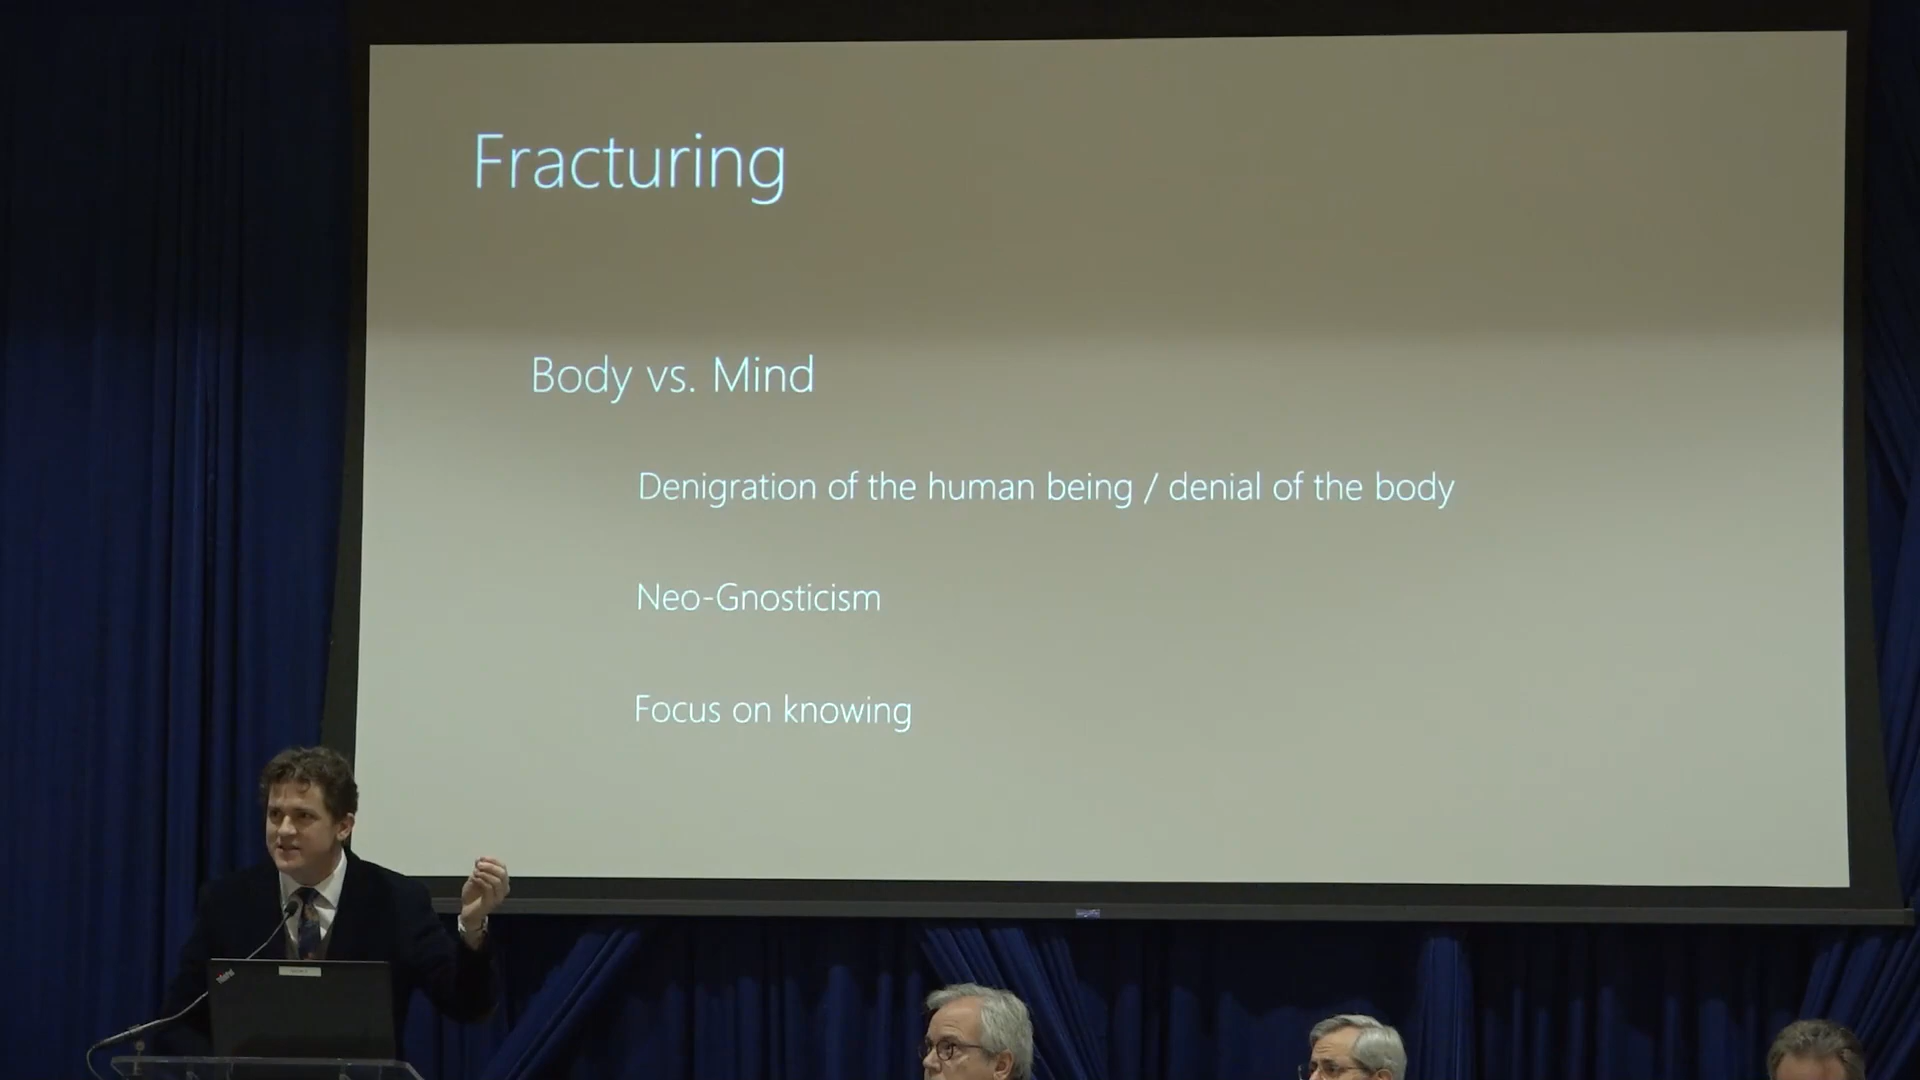 Fracturing
Body vs. Mind
Denigration of the human being / denial of the body
Neo-Gnosticism
Focus on knowing